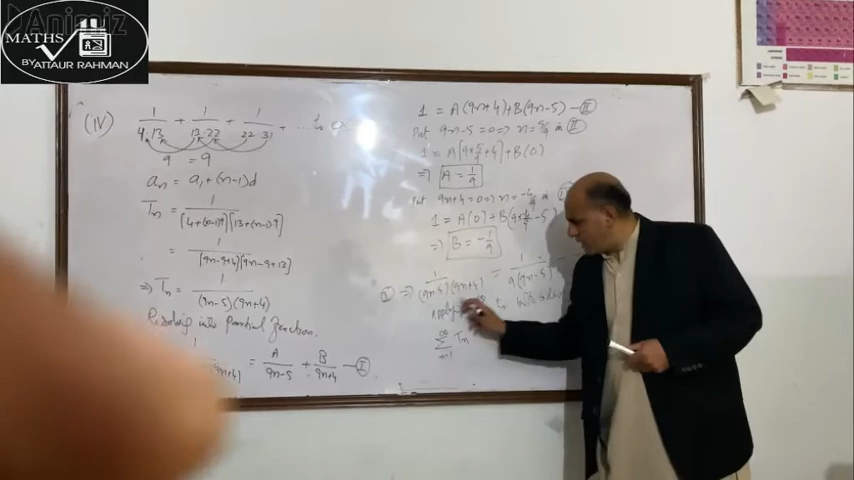 Animiz
MATHS
BY ATTAUR RAHMAN
(IV) 1/4·13 + 1/13·22 + 1/22·31 + ... to ∞
9 = 9
an = a1 + (n-1)d
Tn = 1/[4+(n-1)9][13+(n-1)9]
= 1/[9n-9+4][9n-9+13]
⇒ Tn = 1/(9n-5)(9n+4)
Resolving into Partial fraction.
= A/9n-5 + B/9n+4 — (I)
1 = A(9n+4) + B(9n-5) — (II)
Put 9n-5 = 0 ⇒ n = 5/9 in (II)
1 = A[9×5/9+4] + B(0)
⇒ A = 1/9
Put 9n+4 = 0 ⇒ n = -4/9 in
1 = A(0) + B(9×-4/9-5)
⇒ B = -1/9
(I) ⇒ 1/(9n-5)(9n+4) = 1/9(9n-5) -
∞
∑ Tn
n=1